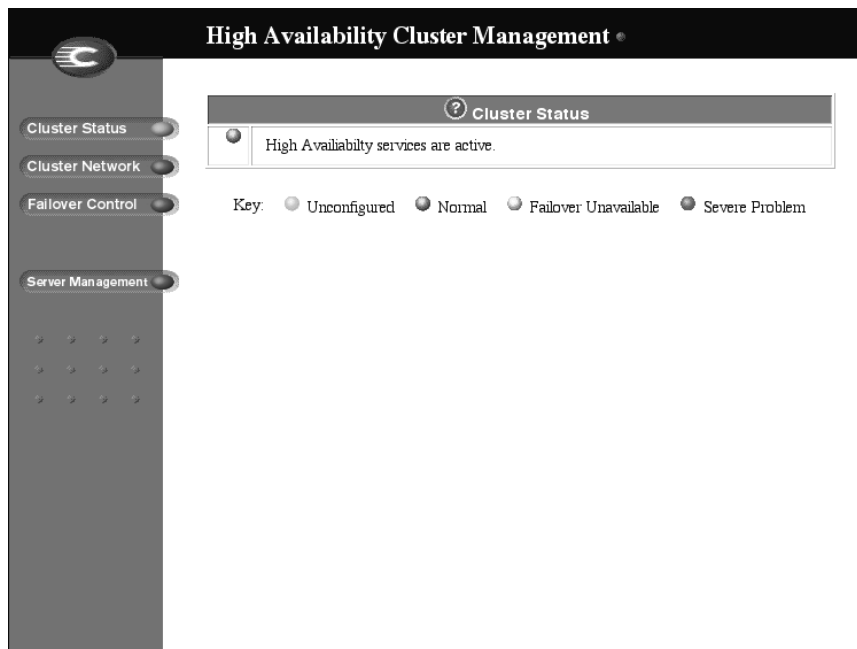 High Availability Cluster Management
C
Cluster Status
Cluster Network
Failover Control
Server Management
? Cluster Status
High Availiabilty services are active.
Key: Unconfigured Normal Failover Unavailable Severe Problem